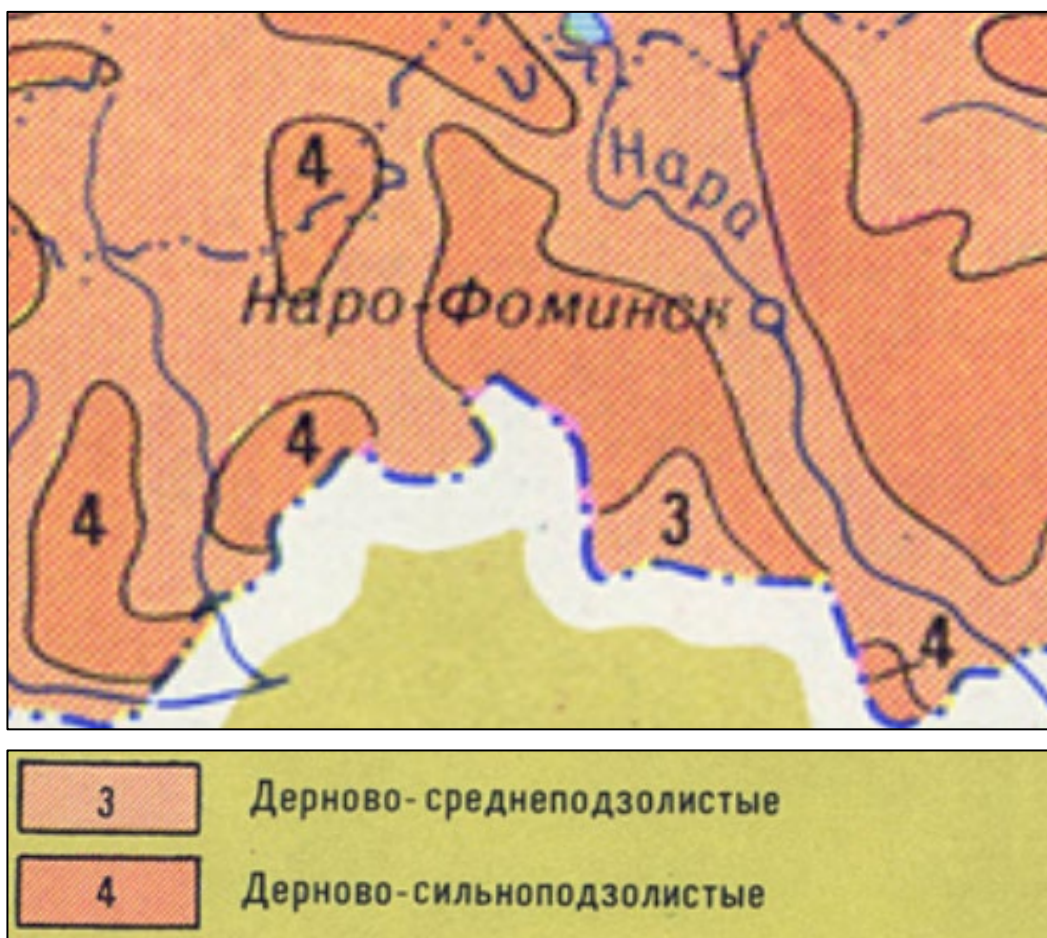 4
Нара
Наро-Фоминск
4
4
3
4
3 Дерново-среднеподзолистые
4 Дерново-сильноподзолистые